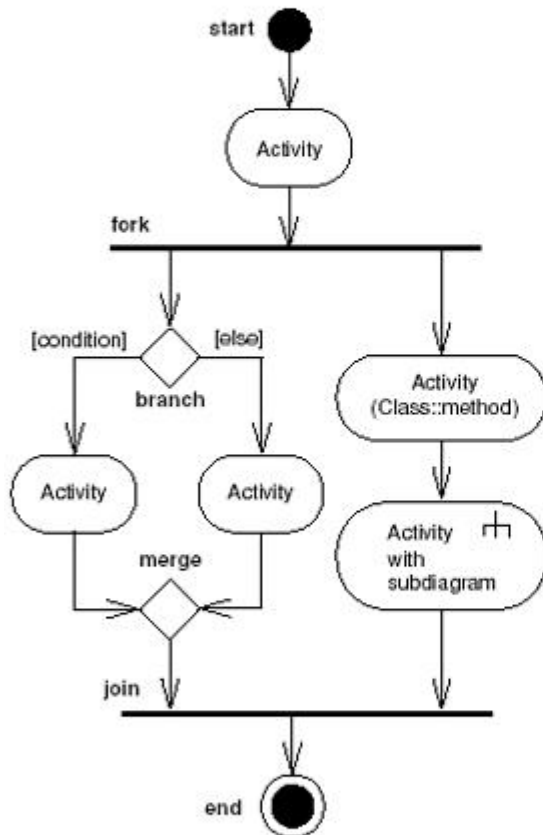 start
Activity
fork
[condition]
[else]
branch
Activity
(Class::method)
Activity
Activity
Activity
with
subdiagram
merge
join
end